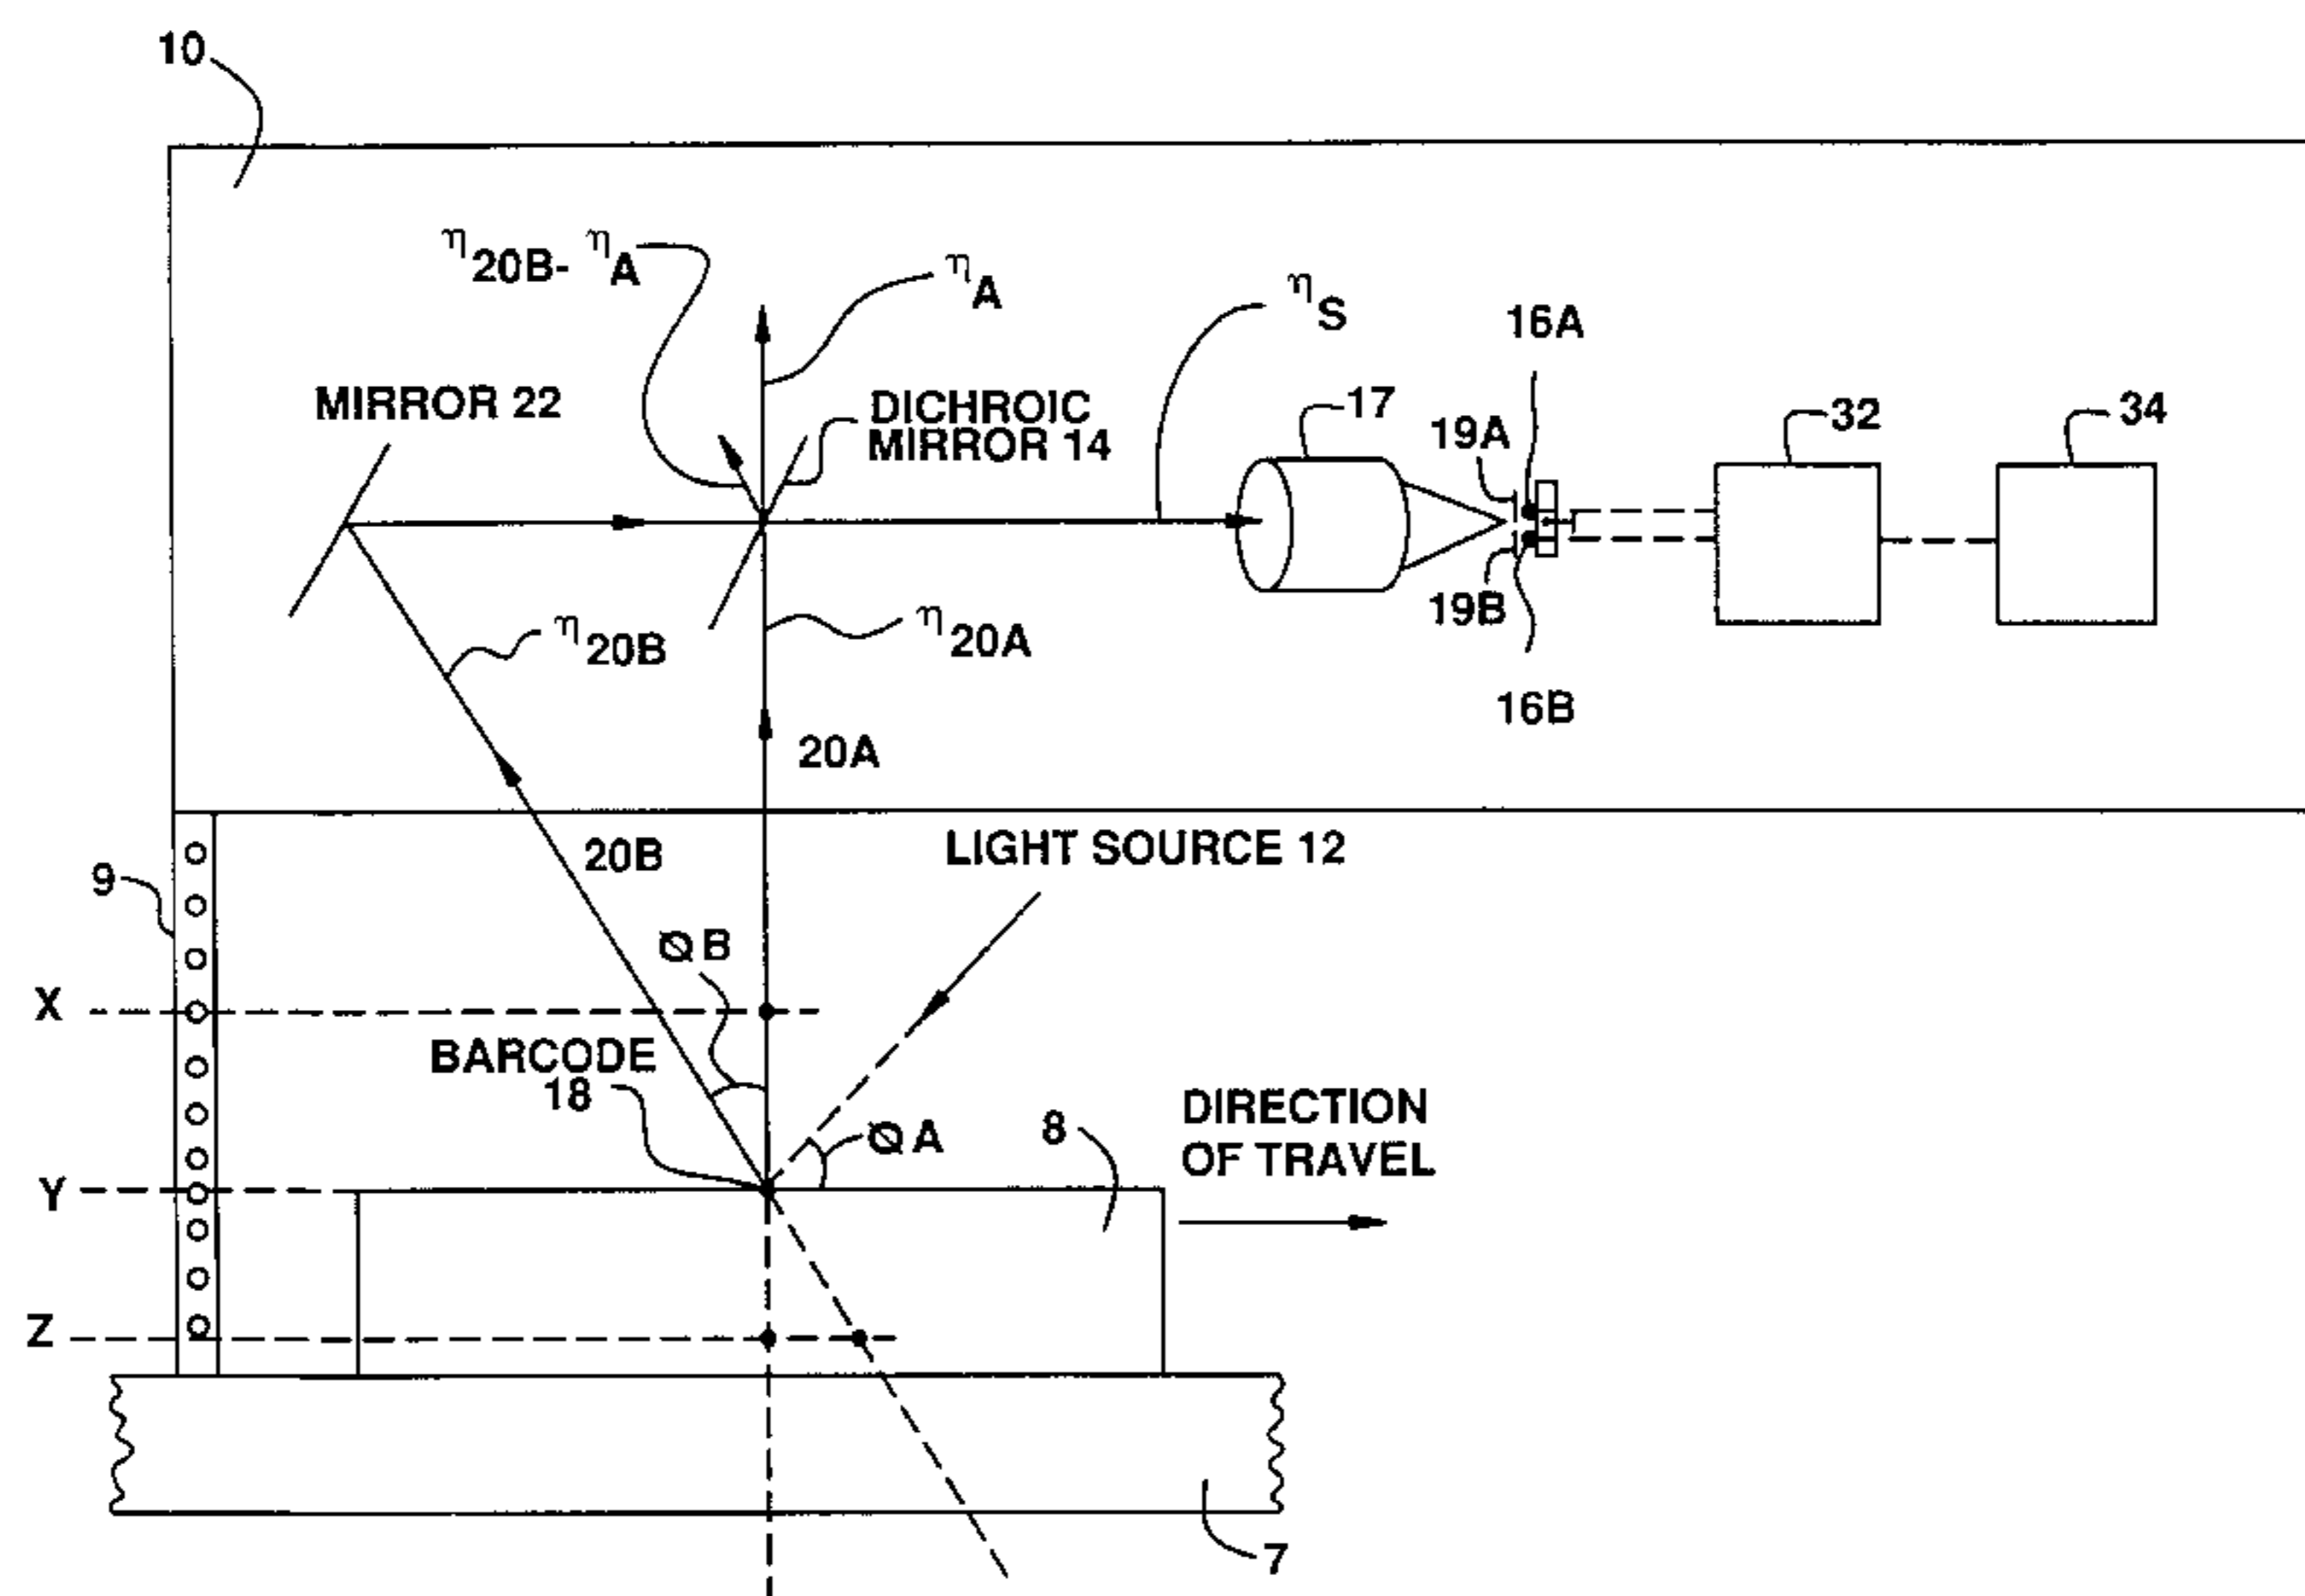 10
η20B- ηA
ηA
ηS
16A
MIRROR 22
DICHROIC
MIRROR 14
17
19A
32
34
η20B
η20A
19B
16B
20A
20B
LIGHT SOURCE 12
9
ØB
X
BARCODE
18
ØA
8
DIRECTION
OF TRAVEL
Y
Z
7